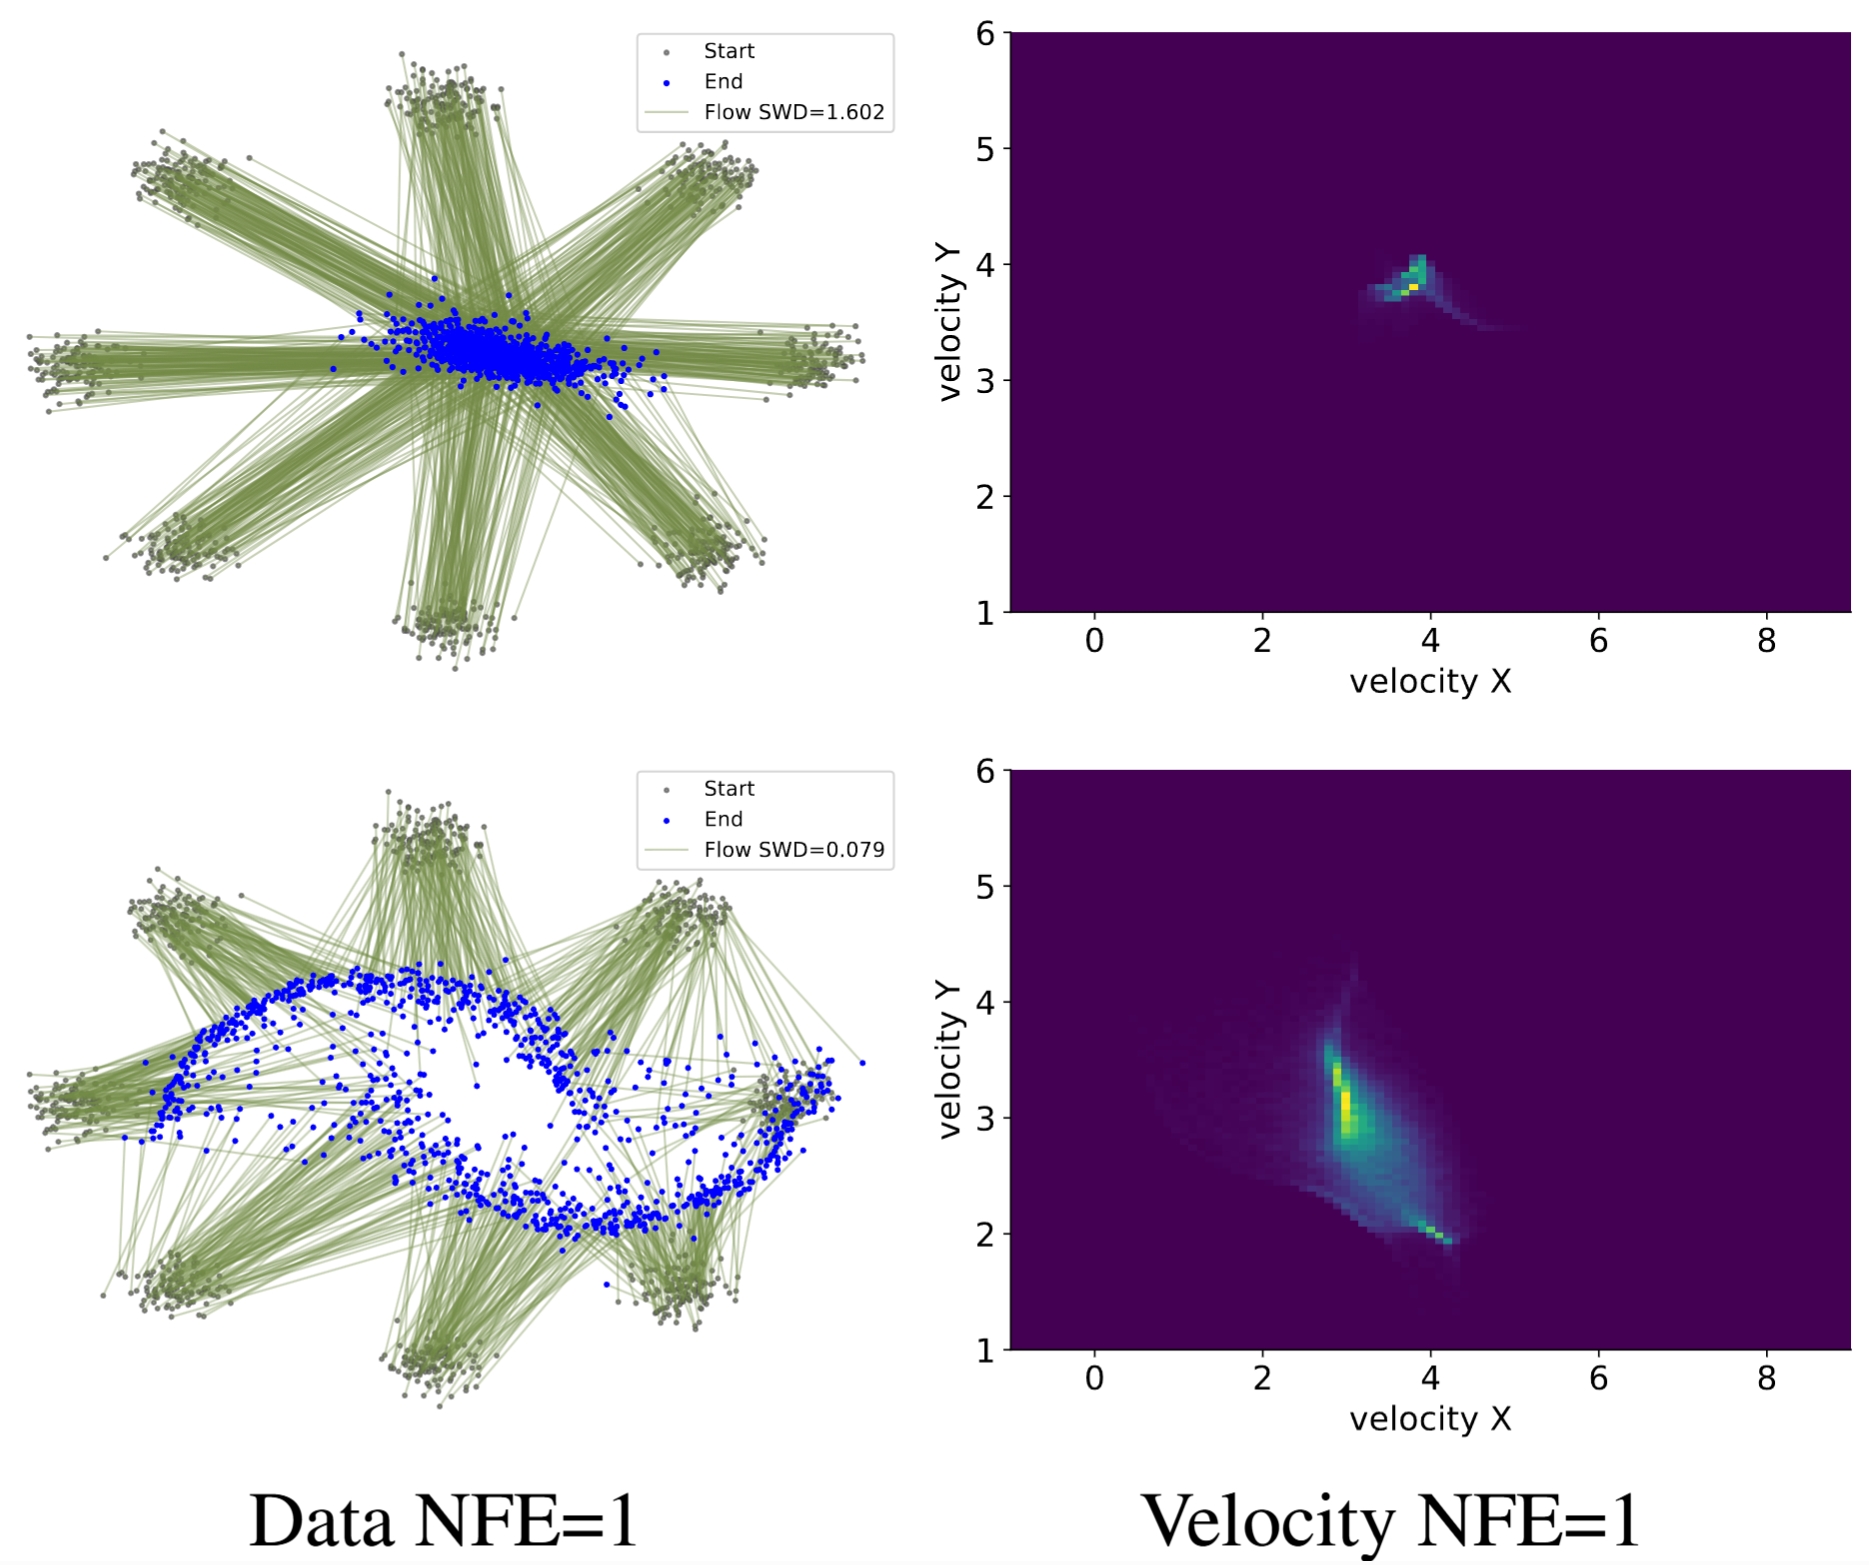 Start
End
Flow SWD=1.602
6
5
4
3
2
1
velocity Y
0 2 4 6 8
velocity X
Start
End
Flow SWD=0.079
6
5
4
3
2
1
velocity Y
0 2 4 6 8
velocity X
Data NFE=1
Velocity NFE=1